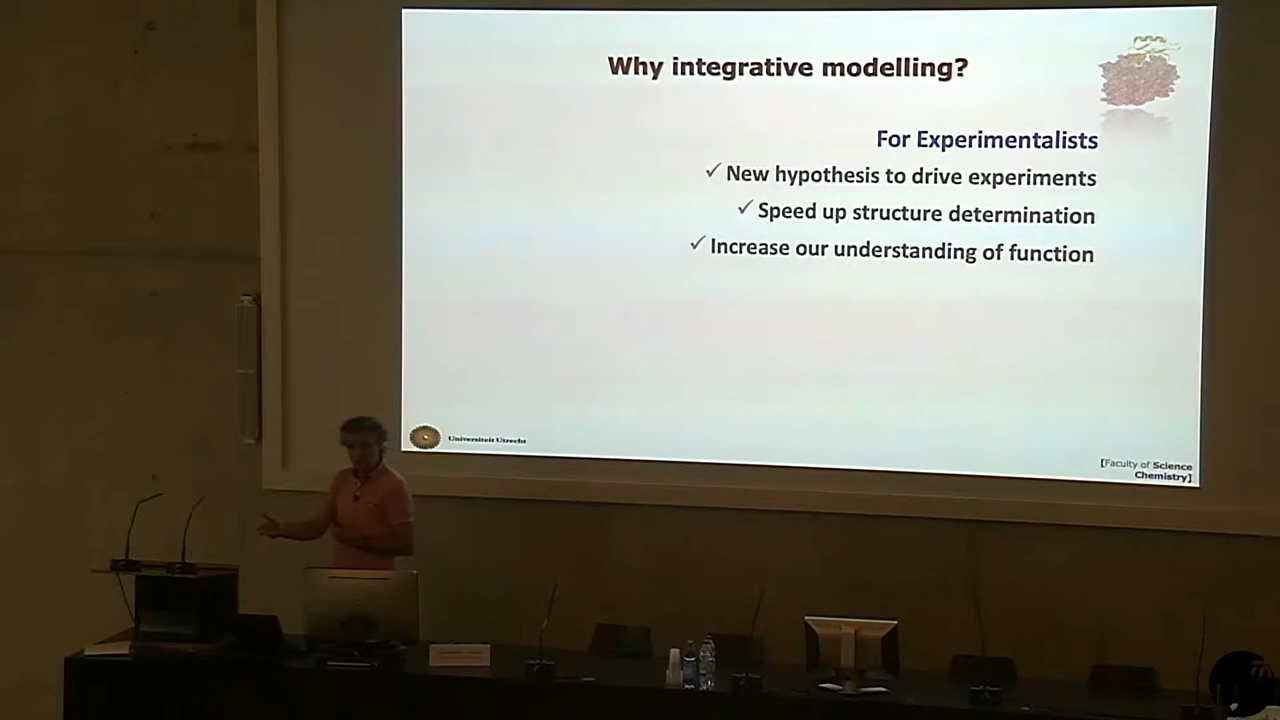 Why integrative modelling?
For Experimentalists
✓ New hypothesis to drive experiments
✓ Speed up structure determination
✓ Increase our understanding of function
Universiteit Utrecht
[Faculty of Science
Chemistry]